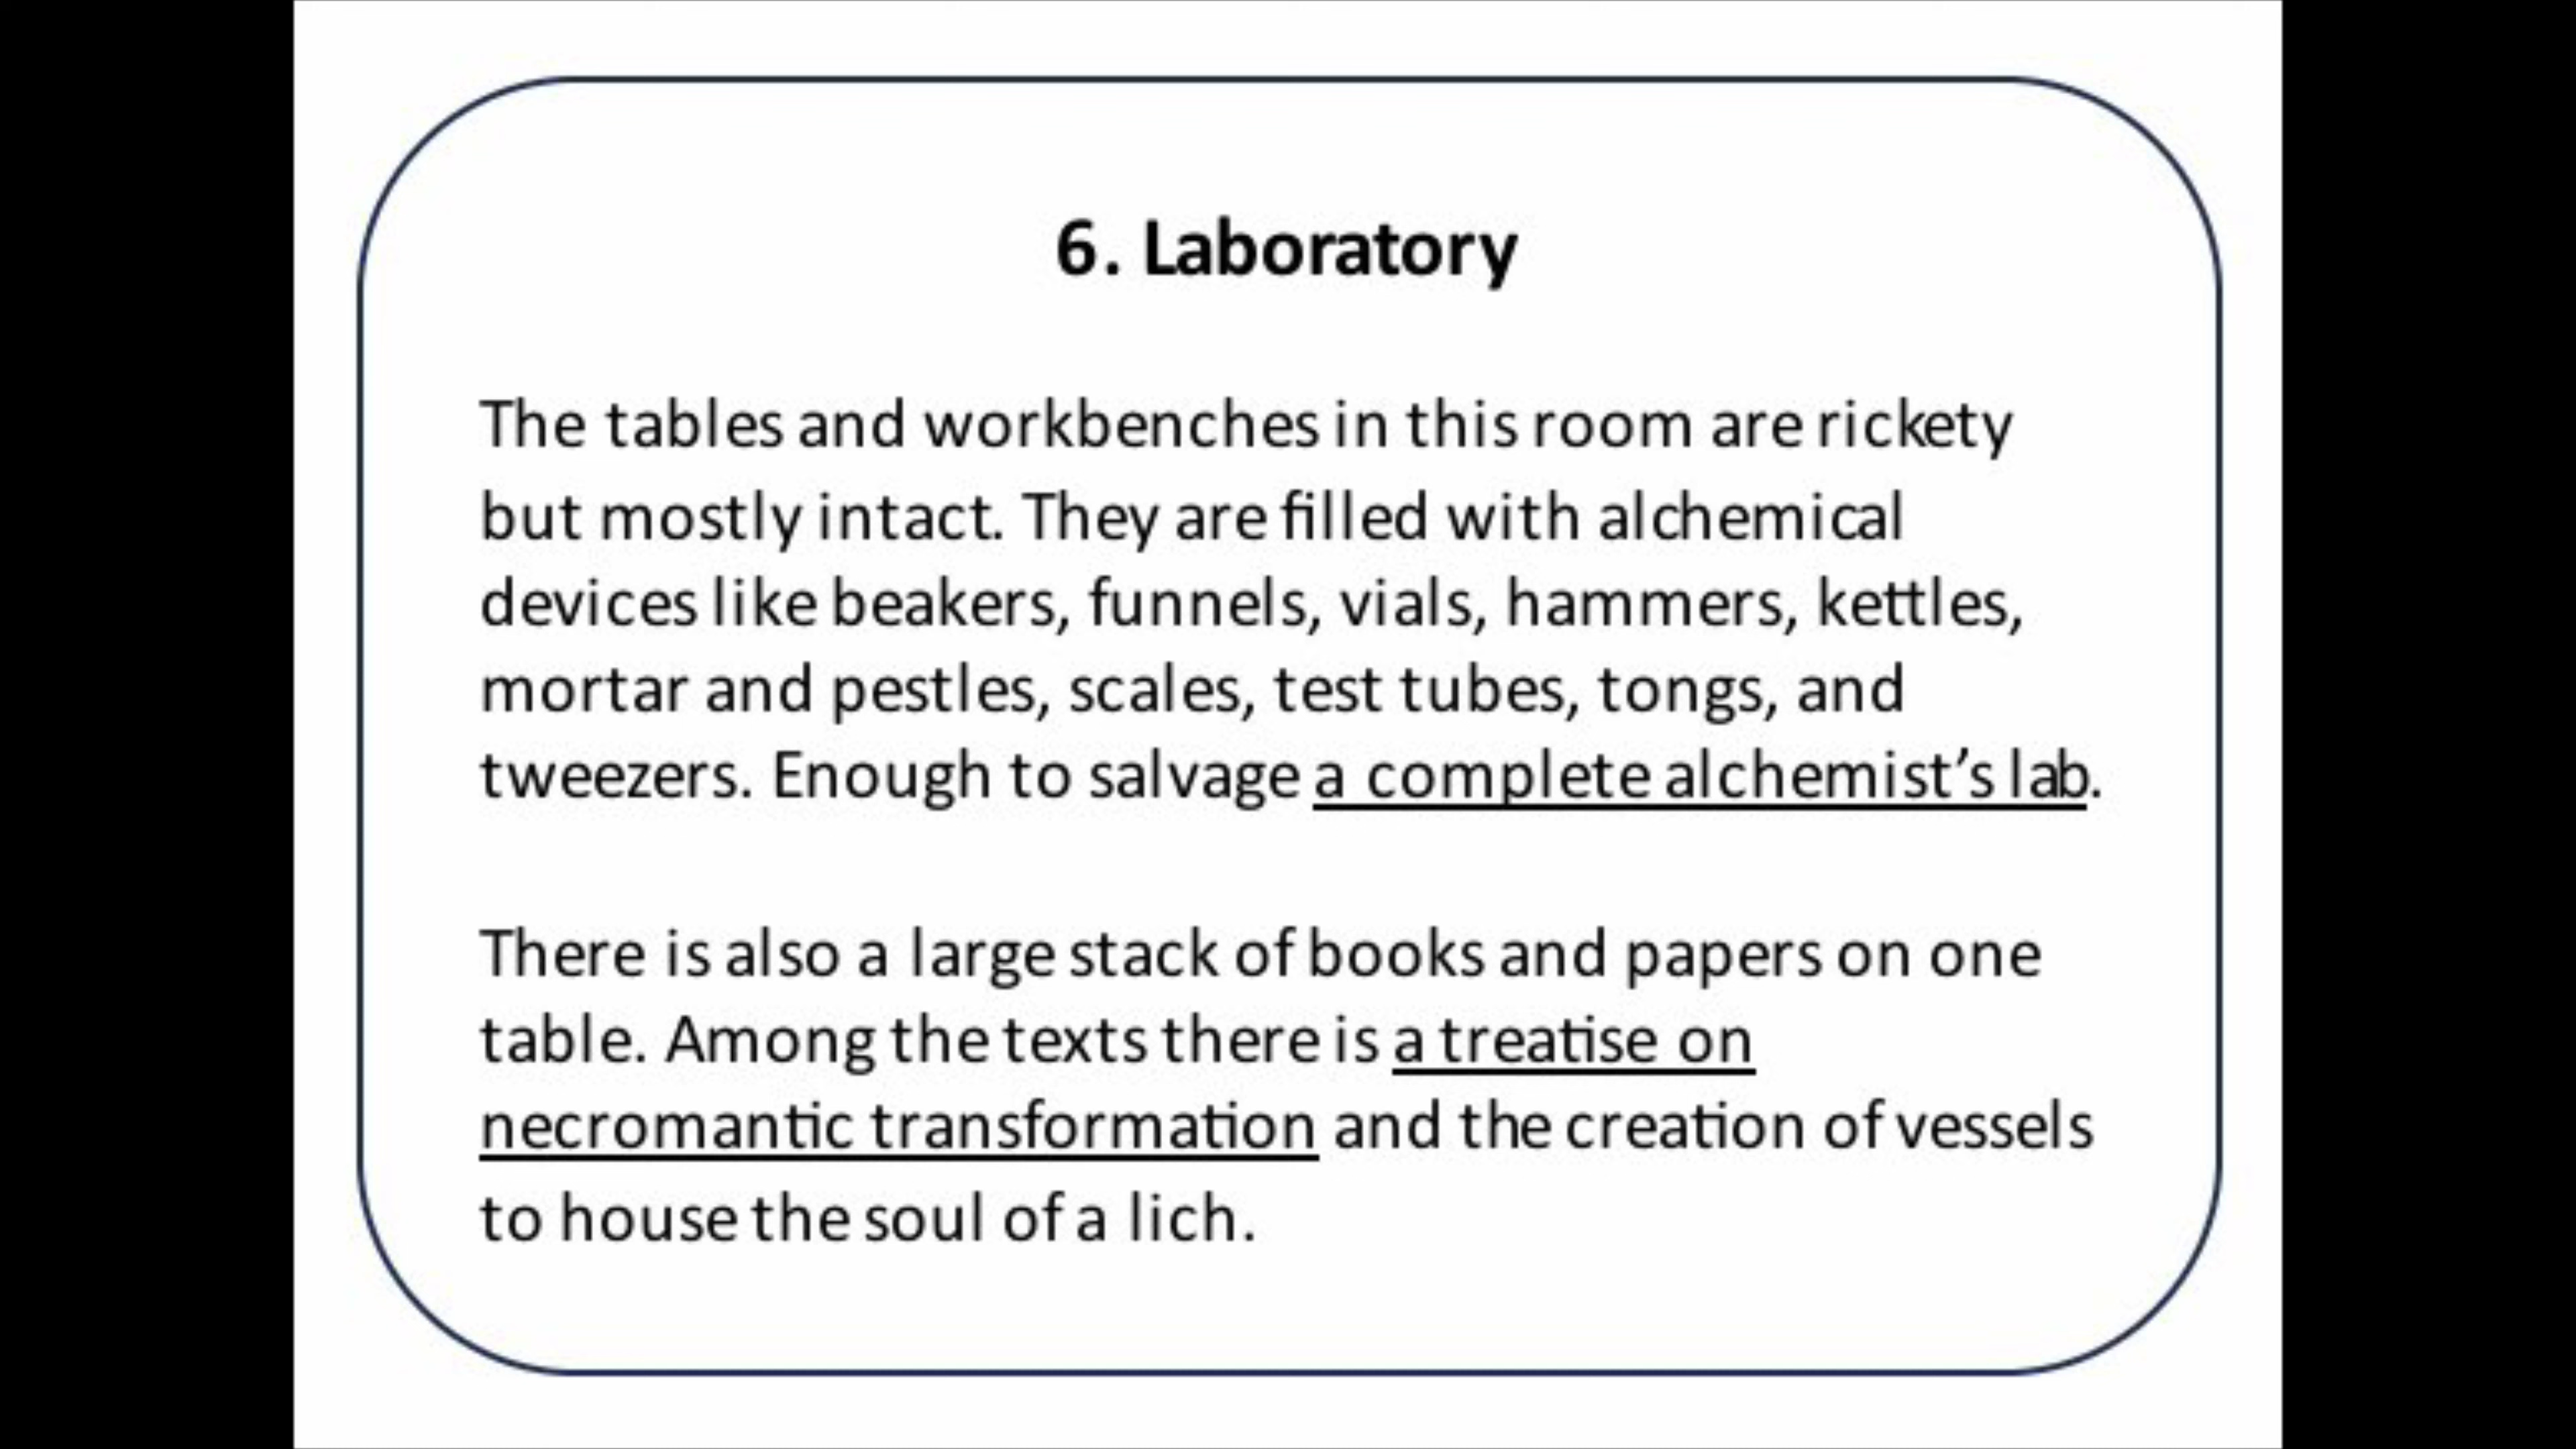 6. Laboratory
The tables and workbenches in this room are rickety
but mostly intact. They are filled with alchemical
devices like beakers, funnels, vials, hammers, kettles,
mortar and pestles, scales, test tubes, tongs, and
tweezers. Enough to salvage a complete alchemist’s lab.
There is also a large stack of books and papers on one
table. Among the texts there is a treatise on
necromantic transformation and the creation of vessels
to house the soul of a lich.